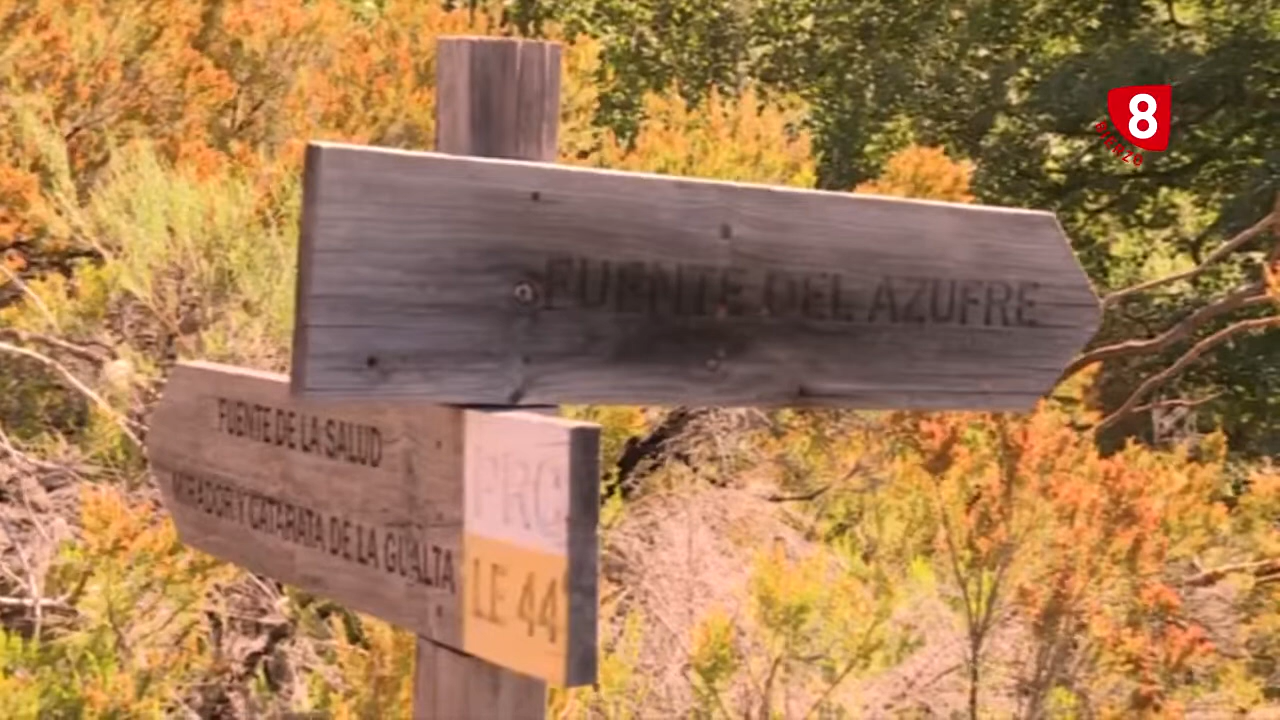 8
BIERZO
FUENTE DEL AZUFRE
FUENTE DE LA SALUD
MIRADOR Y CATARATA DE LA GUALTA
PRC
LE 44